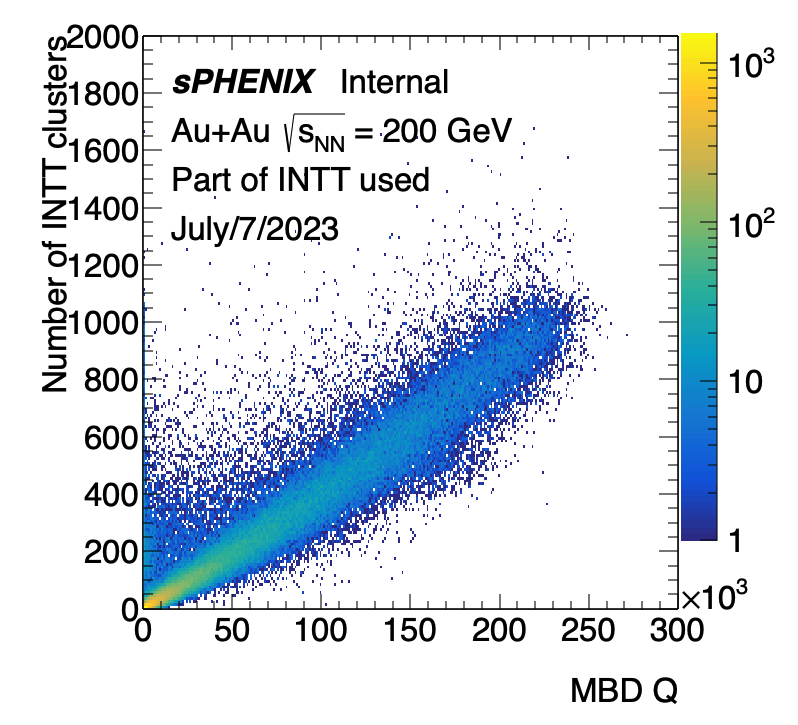 Number of INTT clusters
2000
1800
1600
1400
1200
1000
800
600
400
200
0
sPHENIX Internal
Au+Au √sNN = 200 GeV
Part of INTT used
July/7/2023
10³
10²
10
1
×10³
0 50 100 150 200 250 300
MBD Q